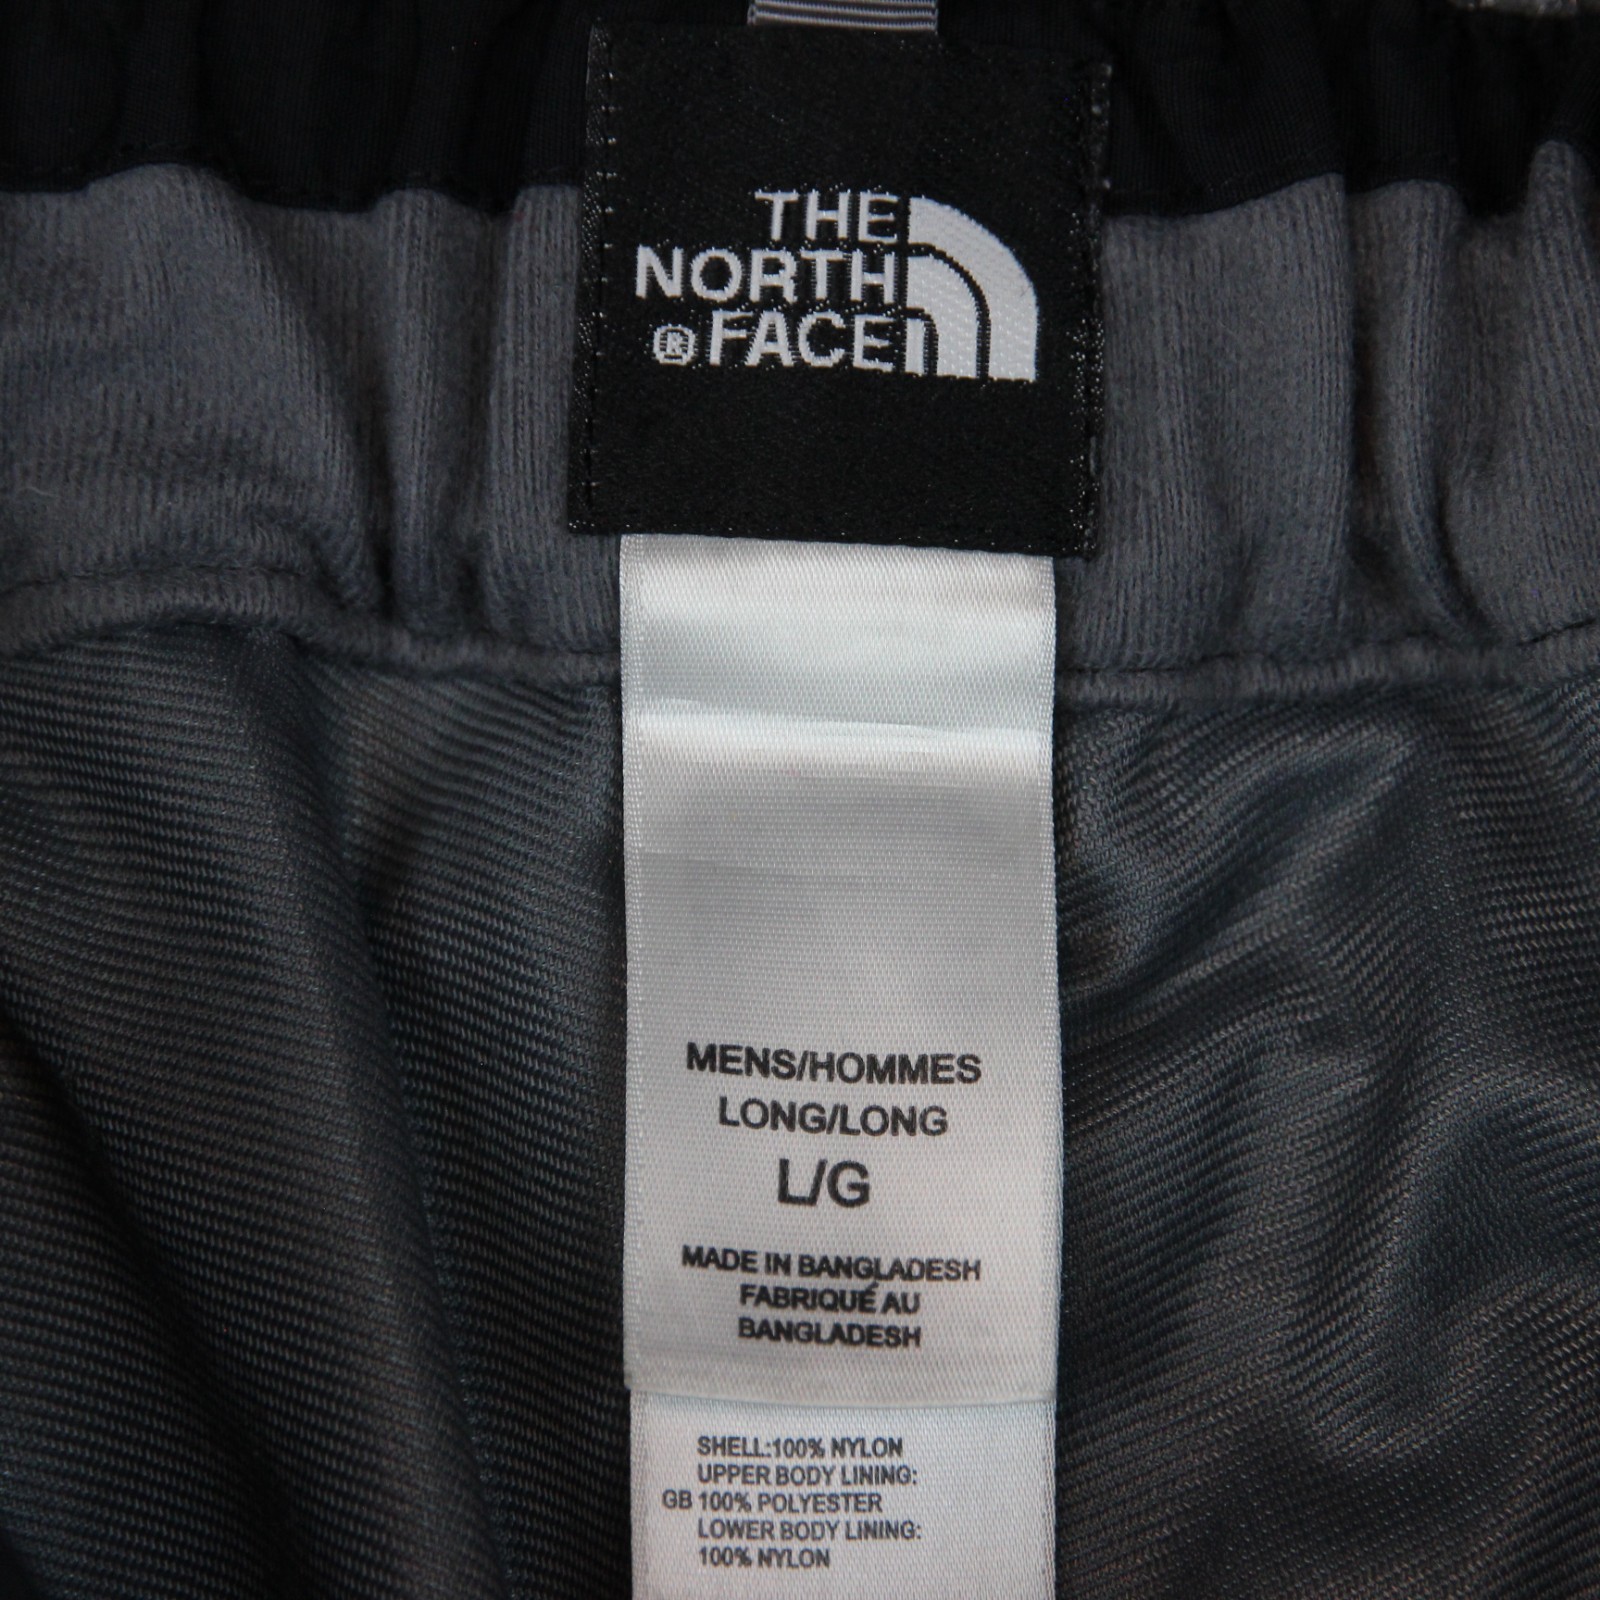 THE
NORTH
® FACE
MENS/HOMMES
LONG/LONG
L/G
MADE IN BANGLADESH
FABRIQUÉ AU
BANGLADESH
SHELL:100% NYLON
UPPER BODY LINING:
GB 100% POLYESTER
LOWER BODY LINING:
100% NYLON